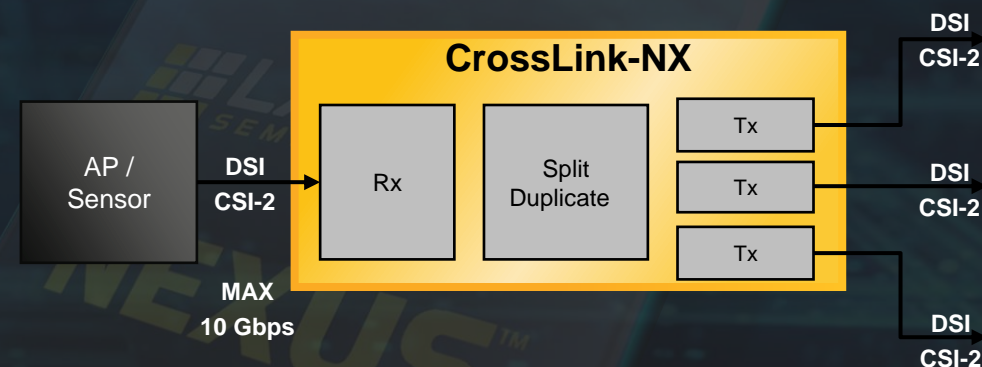 CrossLink-NX
AP /
Sensor
DSI
CSI-2
MAX
10 Gbps
Rx
Split
Duplicate
Tx
Tx
Tx
DSI
CSI-2
DSI
CSI-2
DSI
CSI-2
NEXUS™